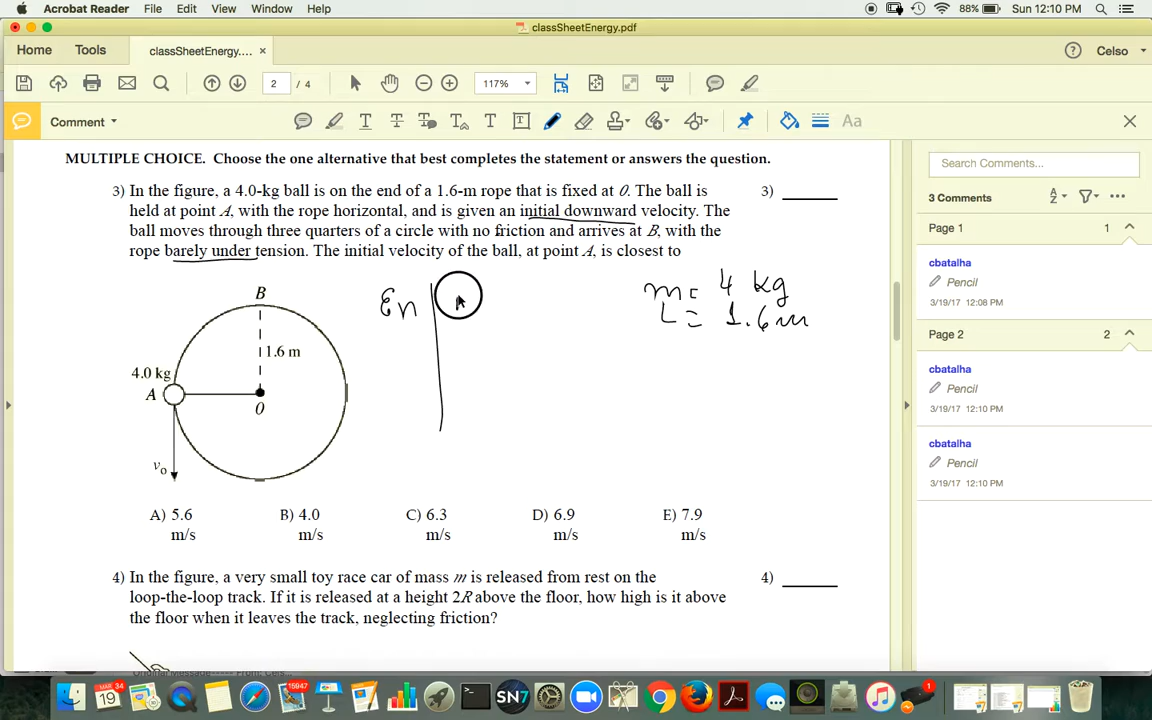 Acrobat Reader File Edit View Window Help 88% Sun 12:10 PM
classSheetEnergy.pdf
Home Tools classSheetEnergy.... × Celso
2 / 4 117%
Comment Aa
MULTIPLE CHOICE. Choose the one alternative that best completes the statement or answers the question.
3) In the figure, a 4.0-kg ball is on the end of a 1.6-m rope that is fixed at O. The ball is 3)
held at point A, with the rope horizontal, and is given an initial downward velocity. The
ball moves through three quarters of a circle with no friction and arrives at B, with the
rope barely under tension. The initial velocity of the ball, at point A, is closest to
m= 4 kg
L= 1.6m
En
B
1.6 m
4.0 kg
A
O
v₀
A) 5.6 B) 4.0 C) 6.3 D) 6.9 E) 7.9
m/s m/s m/s m/s m/s
4) In the figure, a very small toy race car of mass m is released from rest on the 4)
loop-the-loop track. If it is released at a height 2R above the floor, how high is it above
the floor when it leaves the track, neglecting friction?
Search Comments...
3 Comments
Page 1 1
cbatalha
Pencil
3/19/17 12:08 PM
Page 2 2
cbatalha
Pencil
3/19/17 12:10 PM
cbatalha
Pencil
3/19/17 12:10 PM
MAR 19 34
15947
SN7
1